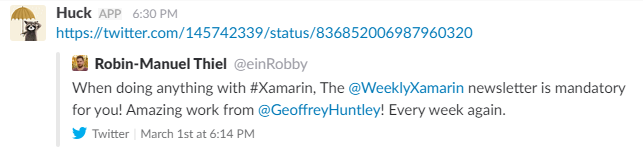 Huck APP 6:30 PM
https://twitter.com/145742339/status/836852006987960320
Robin-Manuel Thiel @einRobby
When doing anything with #Xamarin, The @WeeklyXamarin newsletter is mandatory
for you! Amazing work from @GeoffreyHuntley! Every week again.
Twitter | March 1st at 6:14 PM